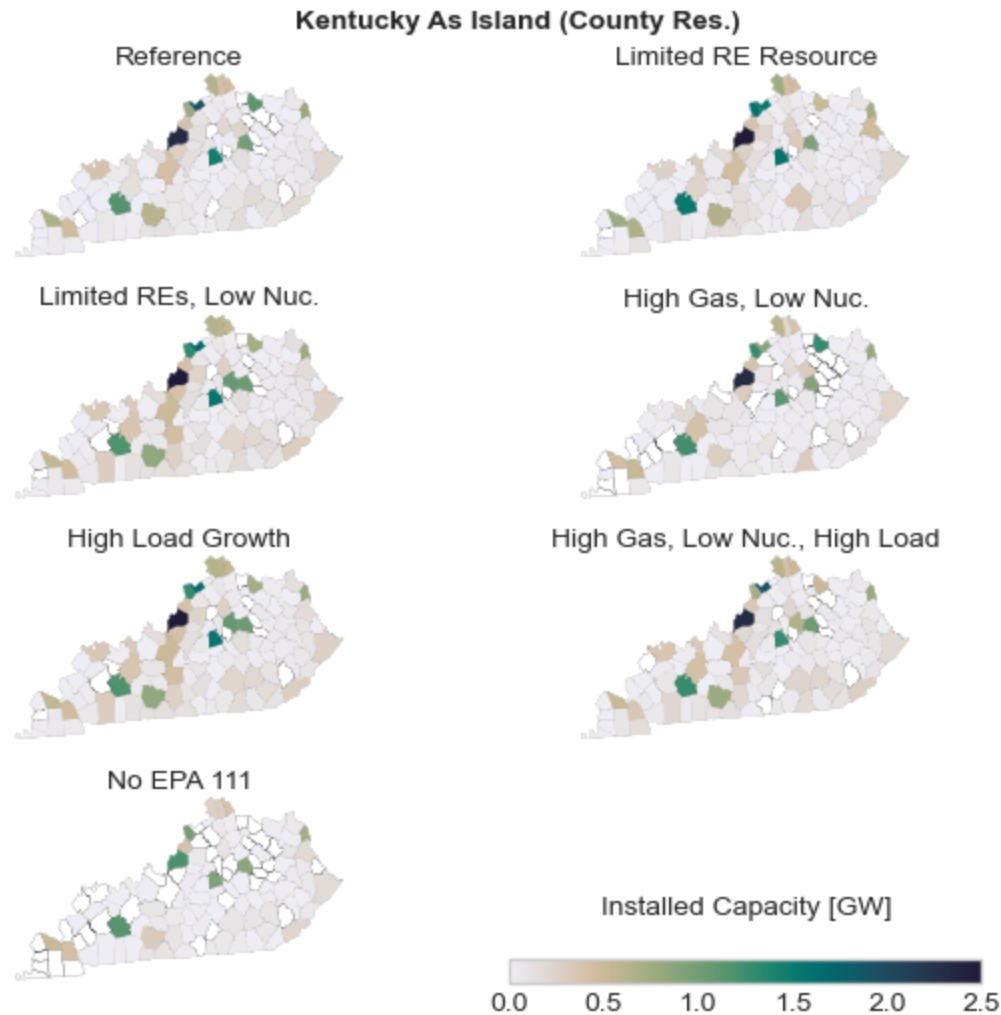 Kentucky As Island (County Res.)
Reference
Limited RE Resource
Limited REs, Low Nuc.
High Gas, Low Nuc.
High Load Growth
High Gas, Low Nuc., High Load
No EPA 111
Installed Capacity [GW]
0.0 0.5 1.0 1.5 2.0 2.5